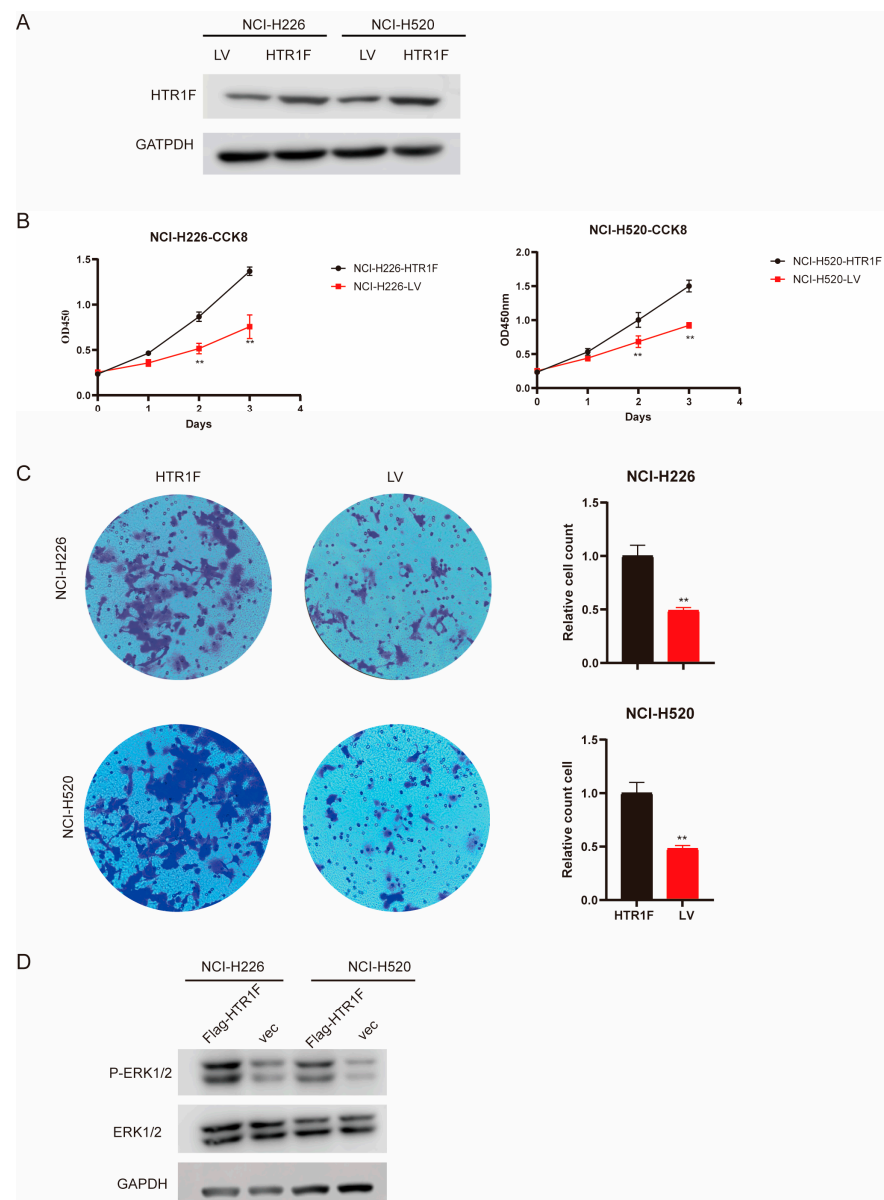 A
NCI-H226 NCI-H520
LV HTR1F LV HTR1F
HTR1F
GATPDH
B
NCI-H226-CCK8
OD450
1.5
1.0
0.5
0.0
0 1 2 3 4
Days
** **
NCI-H226-HTR1F
NCI-H226-LV
NCI-H520-CCK8
OD450nm
2.0
1.5
1.0
0.5
0.0
0 1 2 3 4
Days
** **
NCI-H520-HTR1F
NCI-H520-LV
C
HTR1F LV
NCI-H226
NCI-H520
NCI-H226
Relative cell count
1.5
1.0
0.5
0.0
**
NCI-H520
Relative count cell
1.5
1.0
0.5
0.0
**
HTR1F LV
D
NCI-H226 NCI-H520
Flag-HTR1F vec Flag-HTR1F vec
P-ERK1/2
ERK1/2
GAPDH